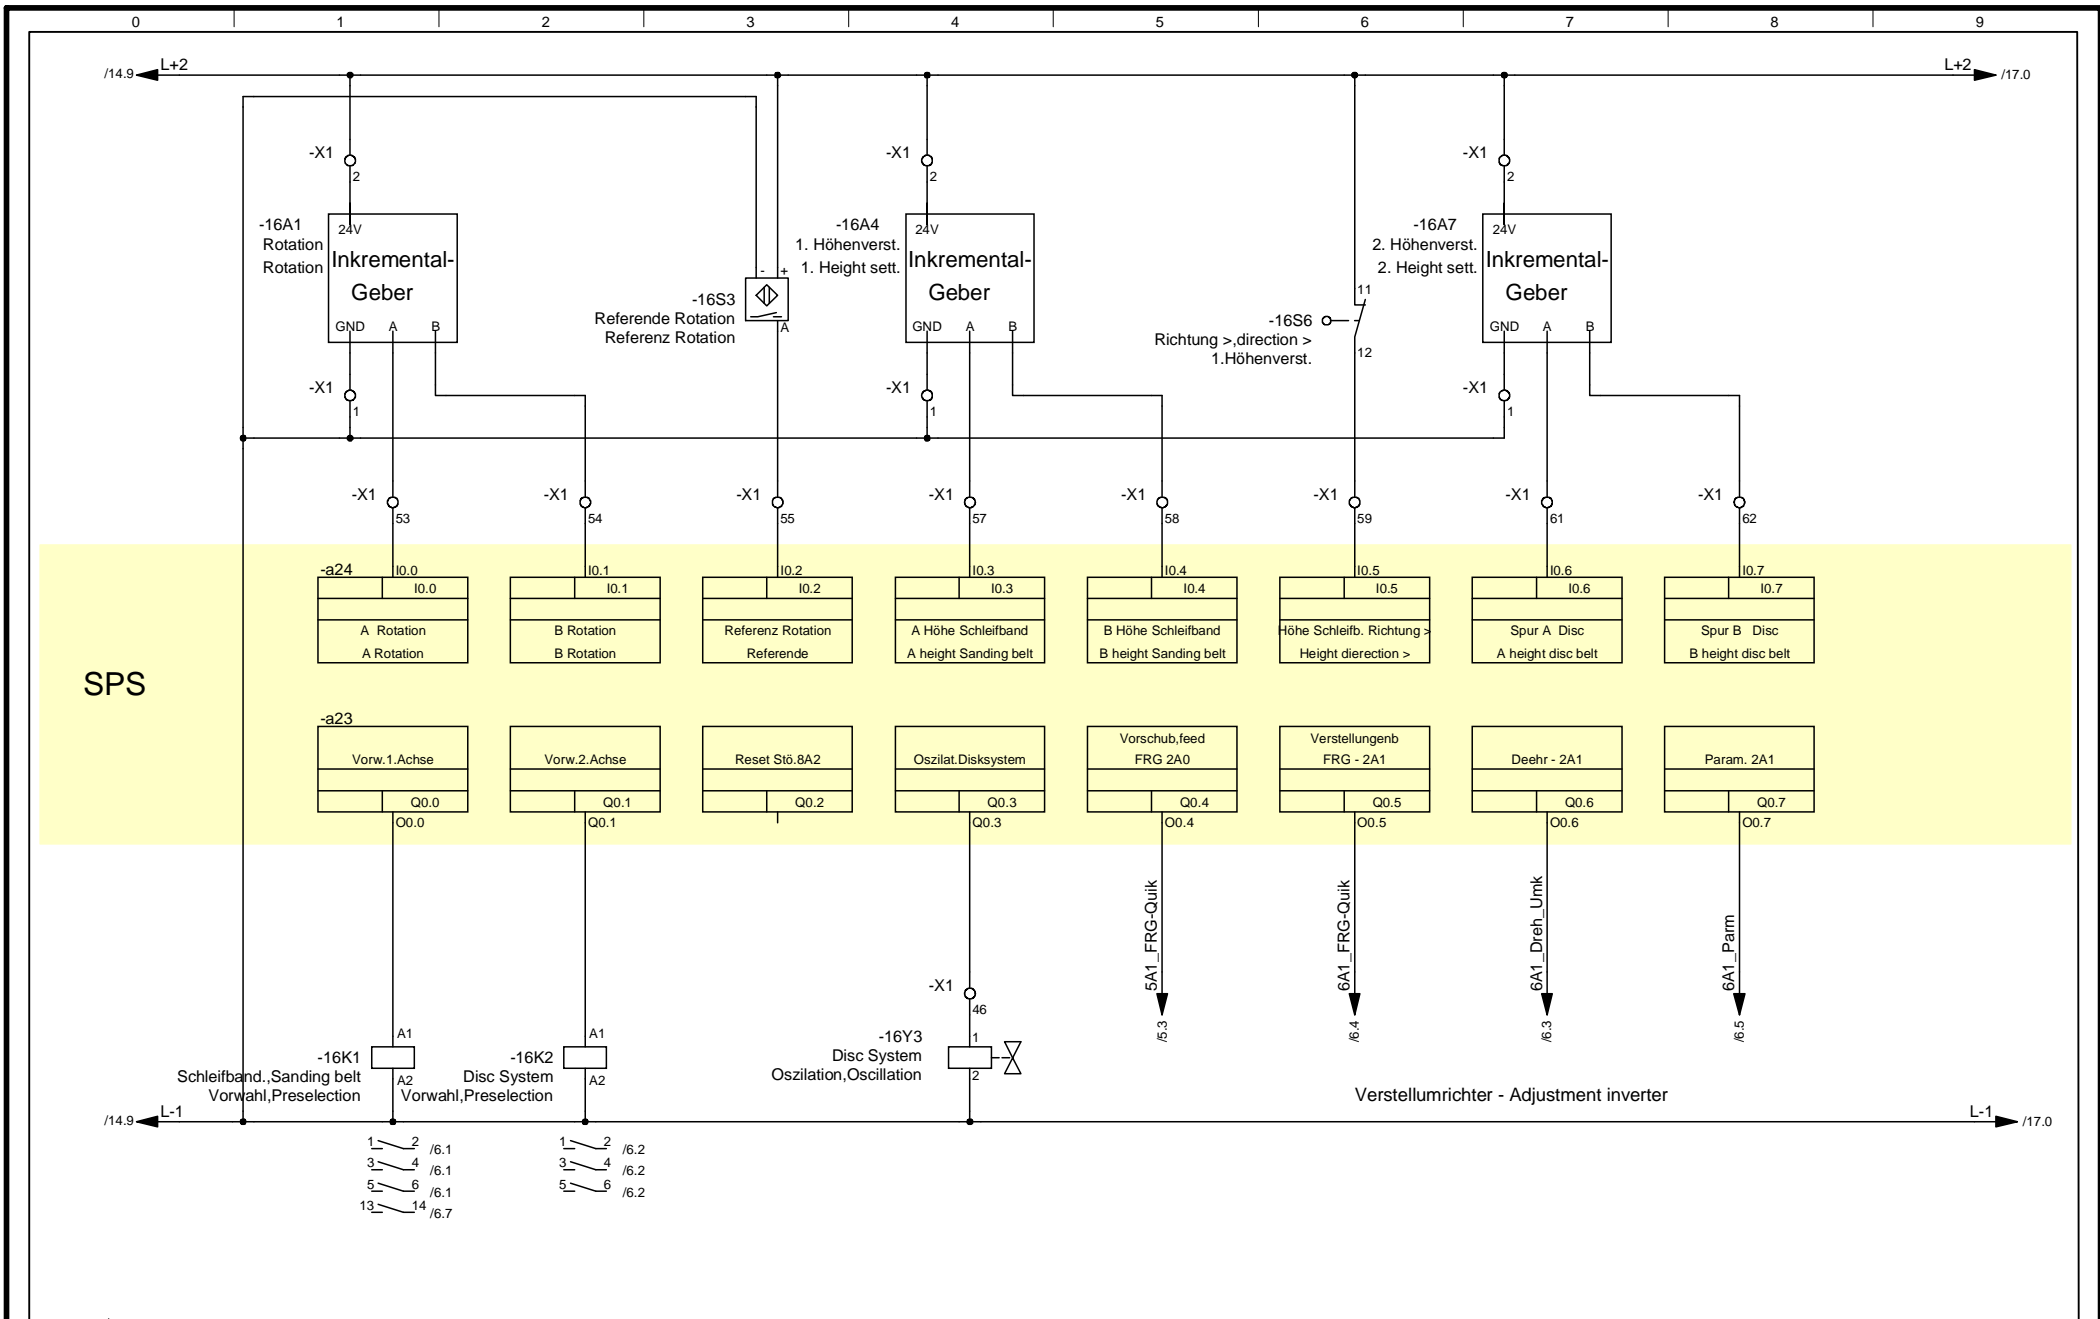 0 1 2 3 4 5 6 7 8 9
/14.9 L+2 L+2 /17.0
-X1 -X1 -X1
2 2 2
-16A1
Rotation
Rotation
24V
Inkremental-
Geber
GND A B
-16S3
Referende Rotation
Referenz Rotation
- +
A
-16A4
1. Höhenverst.
1. Height sett.
24V
Inkremental-
Geber
GND A B
-16S6
Richtung >,direction >
1.Höhenverst.
11
12
-16A7
2. Höhenverst.
2. Height sett.
24V
Inkremental-
Geber
GND A B
-X1 -X1 -X1
1 1 1
-X1 -X1 -X1 -X1 -X1 -X1 -X1 -X1
53 54 55 57 58 59 61 62
SPS
-a24
I0.0 I0.1 I0.2 I0.3 I0.4 I0.5 I0.6 I0.7
I0.0 I0.1 I0.2 I0.3 I0.4 I0.5 I0.6 I0.7
A Rotation
A Rotation
B Rotation
B Rotation
Referenz Rotation
Referende
A Höhe Schleifband
A height Sanding belt
B Höhe Schleifband
B height Sanding belt
Höhe Schleifb. Richtung >
Height dierection >
Spur A Disc
A height disc belt
Spur B Disc
B height disc belt
-a23
Vorw.1.Achse
Vorw.2.Achse
Reset Stö.8A2
Oszilat.Disksystem
Vorschub,feed
FRG 2A0
Verstellungenb
FRG - 2A1
Deehr - 2A1
Param. 2A1
Q0.0 Q0.1 Q0.2 Q0.3 Q0.4 Q0.5 Q0.6 Q0.7
O0.0 Q0.1 Q0.3 O0.4 O0.5 O0.6 O0.7
5A1_FRG-Quik
/5.3
6A1_FRG-Quik
/6.4
6A1_Dreh_Umk
/6.3
6A1_Parm
/6.5
-16K1
Schleifband.,Sanding belt
Vorwahl,Preselection
A1
A2
-16K2
Disc System
Vorwahl,Preselection
A1
A2
-X1
46
-16Y3
Disc System
Oszilation,Oscillation
1
2
Verstellumrichter - Adjustment inverter
/14.9 L-1 L-1 /17.0
1 2 /6.1
3 4 /6.1
5 6 /6.1
13 14 /6.7
1 2 /6.2
3 4 /6.2
5 6 /6.2